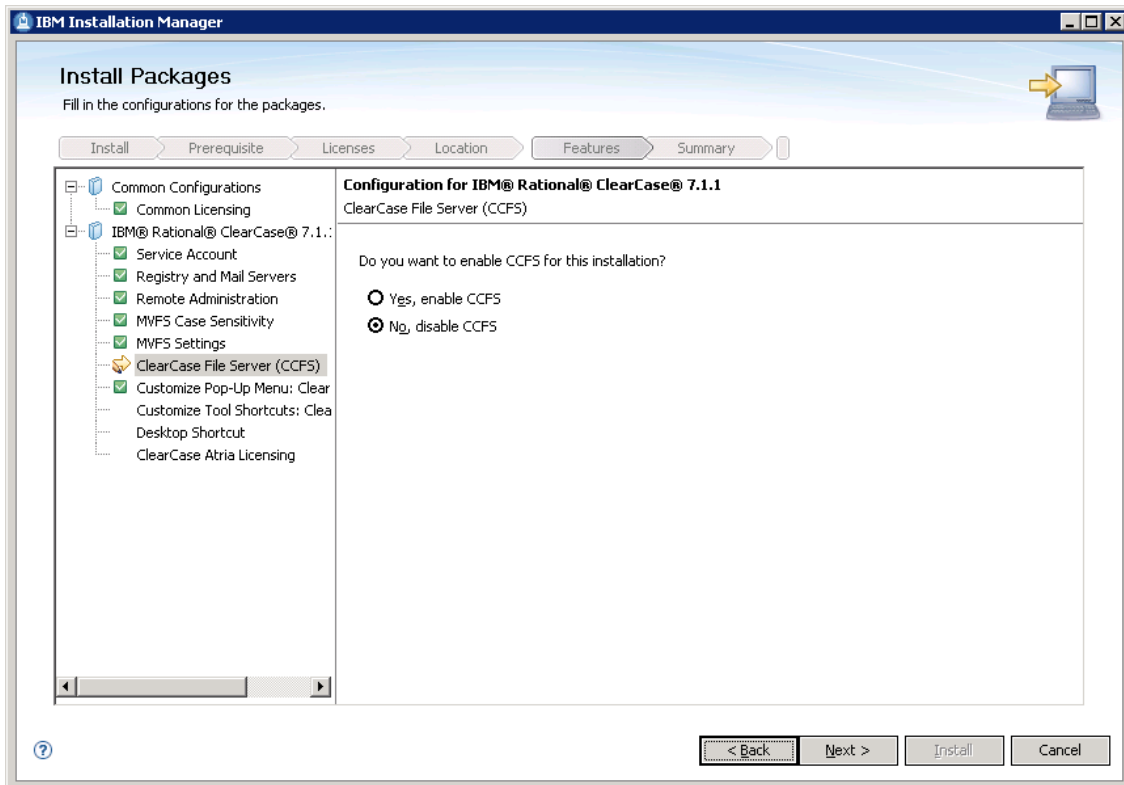 IBM Installation Manager
Install Packages
Fill in the configurations for the packages.
Install
Prerequisite
Licenses
Location
Features
Summary
Common Configurations
Common Licensing
IBM® Rational® ClearCase® 7.1.:
Service Account
Registry and Mail Servers
Remote Administration
MVFS Case Sensitivity
MVFS Settings
ClearCase File Server (CCFS)
Customize Pop-Up Menu: Clear
Customize Tool Shortcuts: Clea
Desktop Shortcut
ClearCase Atria Licensing
Configuration for IBM® Rational® ClearCase® 7.1.1
ClearCase File Server (CCFS)
Do you want to enable CCFS for this installation?
Yes, enable CCFS
No, disable CCFS
?
< Back
Next >
Install
Cancel